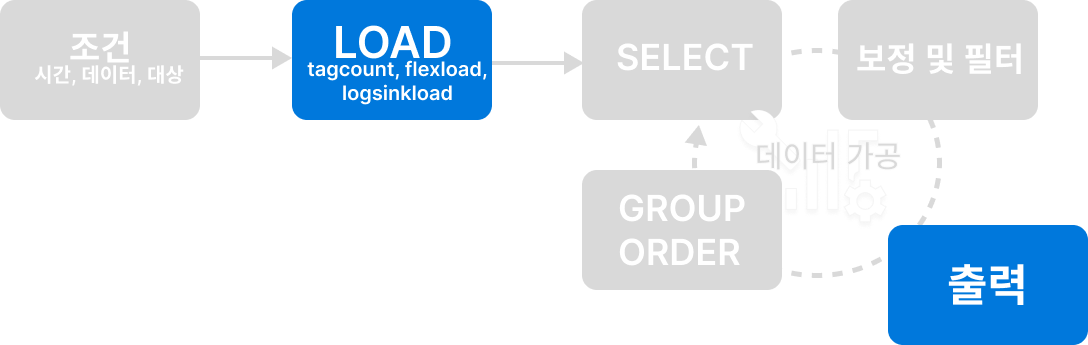 조건
시간, 데이터, 대상
LOAD
tagcount, flexload,
logsinkload
SELECT
보정 및 필터
데이터 가공
GROUP
ORDER
출력